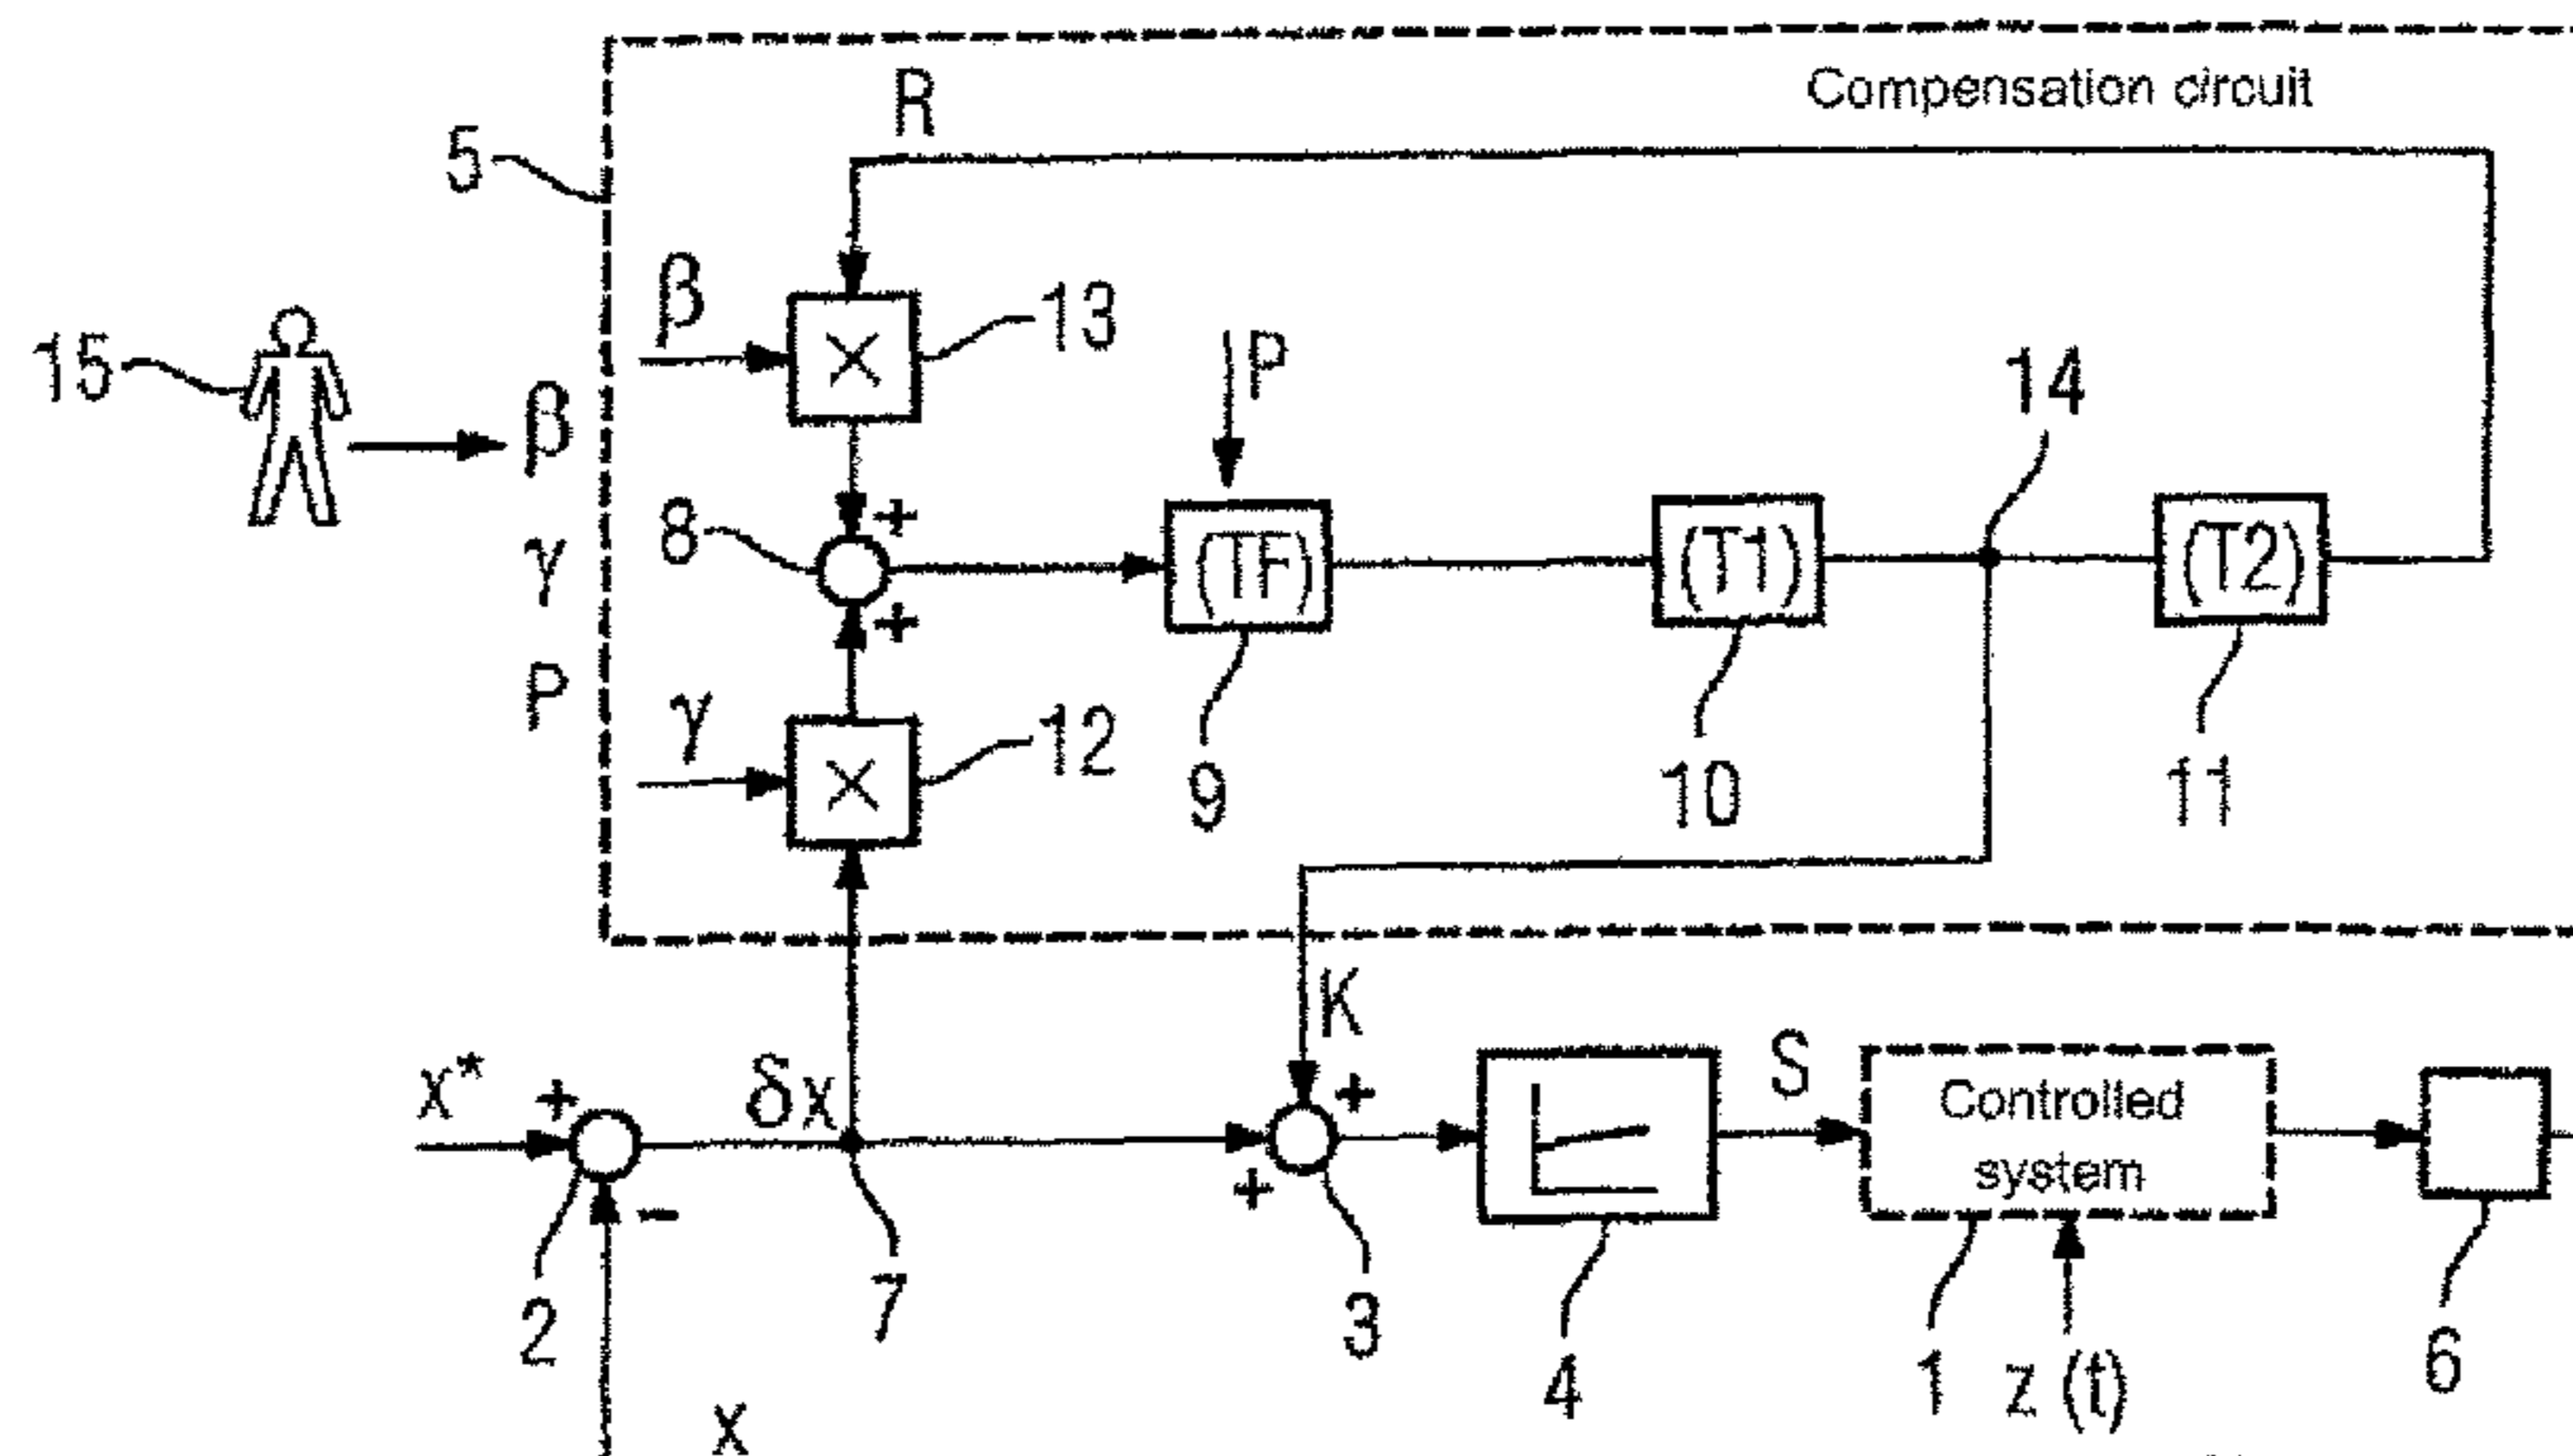 Compensation circuit
R
5
β
13
15
β
P
14
8
+
(TF)
(T1)
(T2)
γ
+
P
γ
12
9
10
11
K
x*
+
δx
+
S
Controlled
system
-
+
2
7
3
4
1
z (t)
6
x